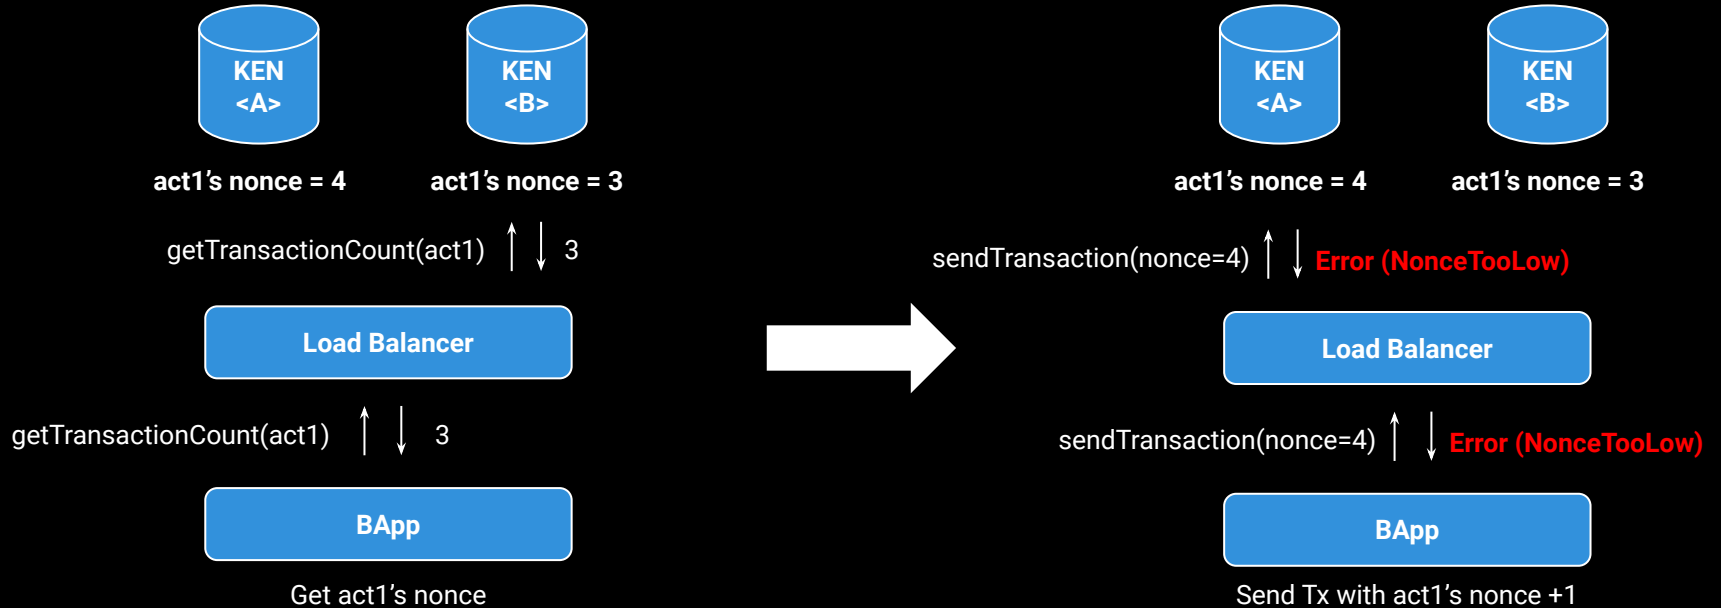 KEN
<A>
KEN
<B>
act1’s nonce = 4
act1’s nonce = 3
getTransactionCount(act1)
3
Load Balancer
getTransactionCount(act1)
3
BApp
Get act1’s nonce
KEN
<A>
KEN
<B>
act1’s nonce = 4
act1’s nonce = 3
sendTransaction(nonce=4)
Error (NonceTooLow)
Load Balancer
sendTransaction(nonce=4)
Error (NonceTooLow)
BApp
Send Tx with act1’s nonce +1